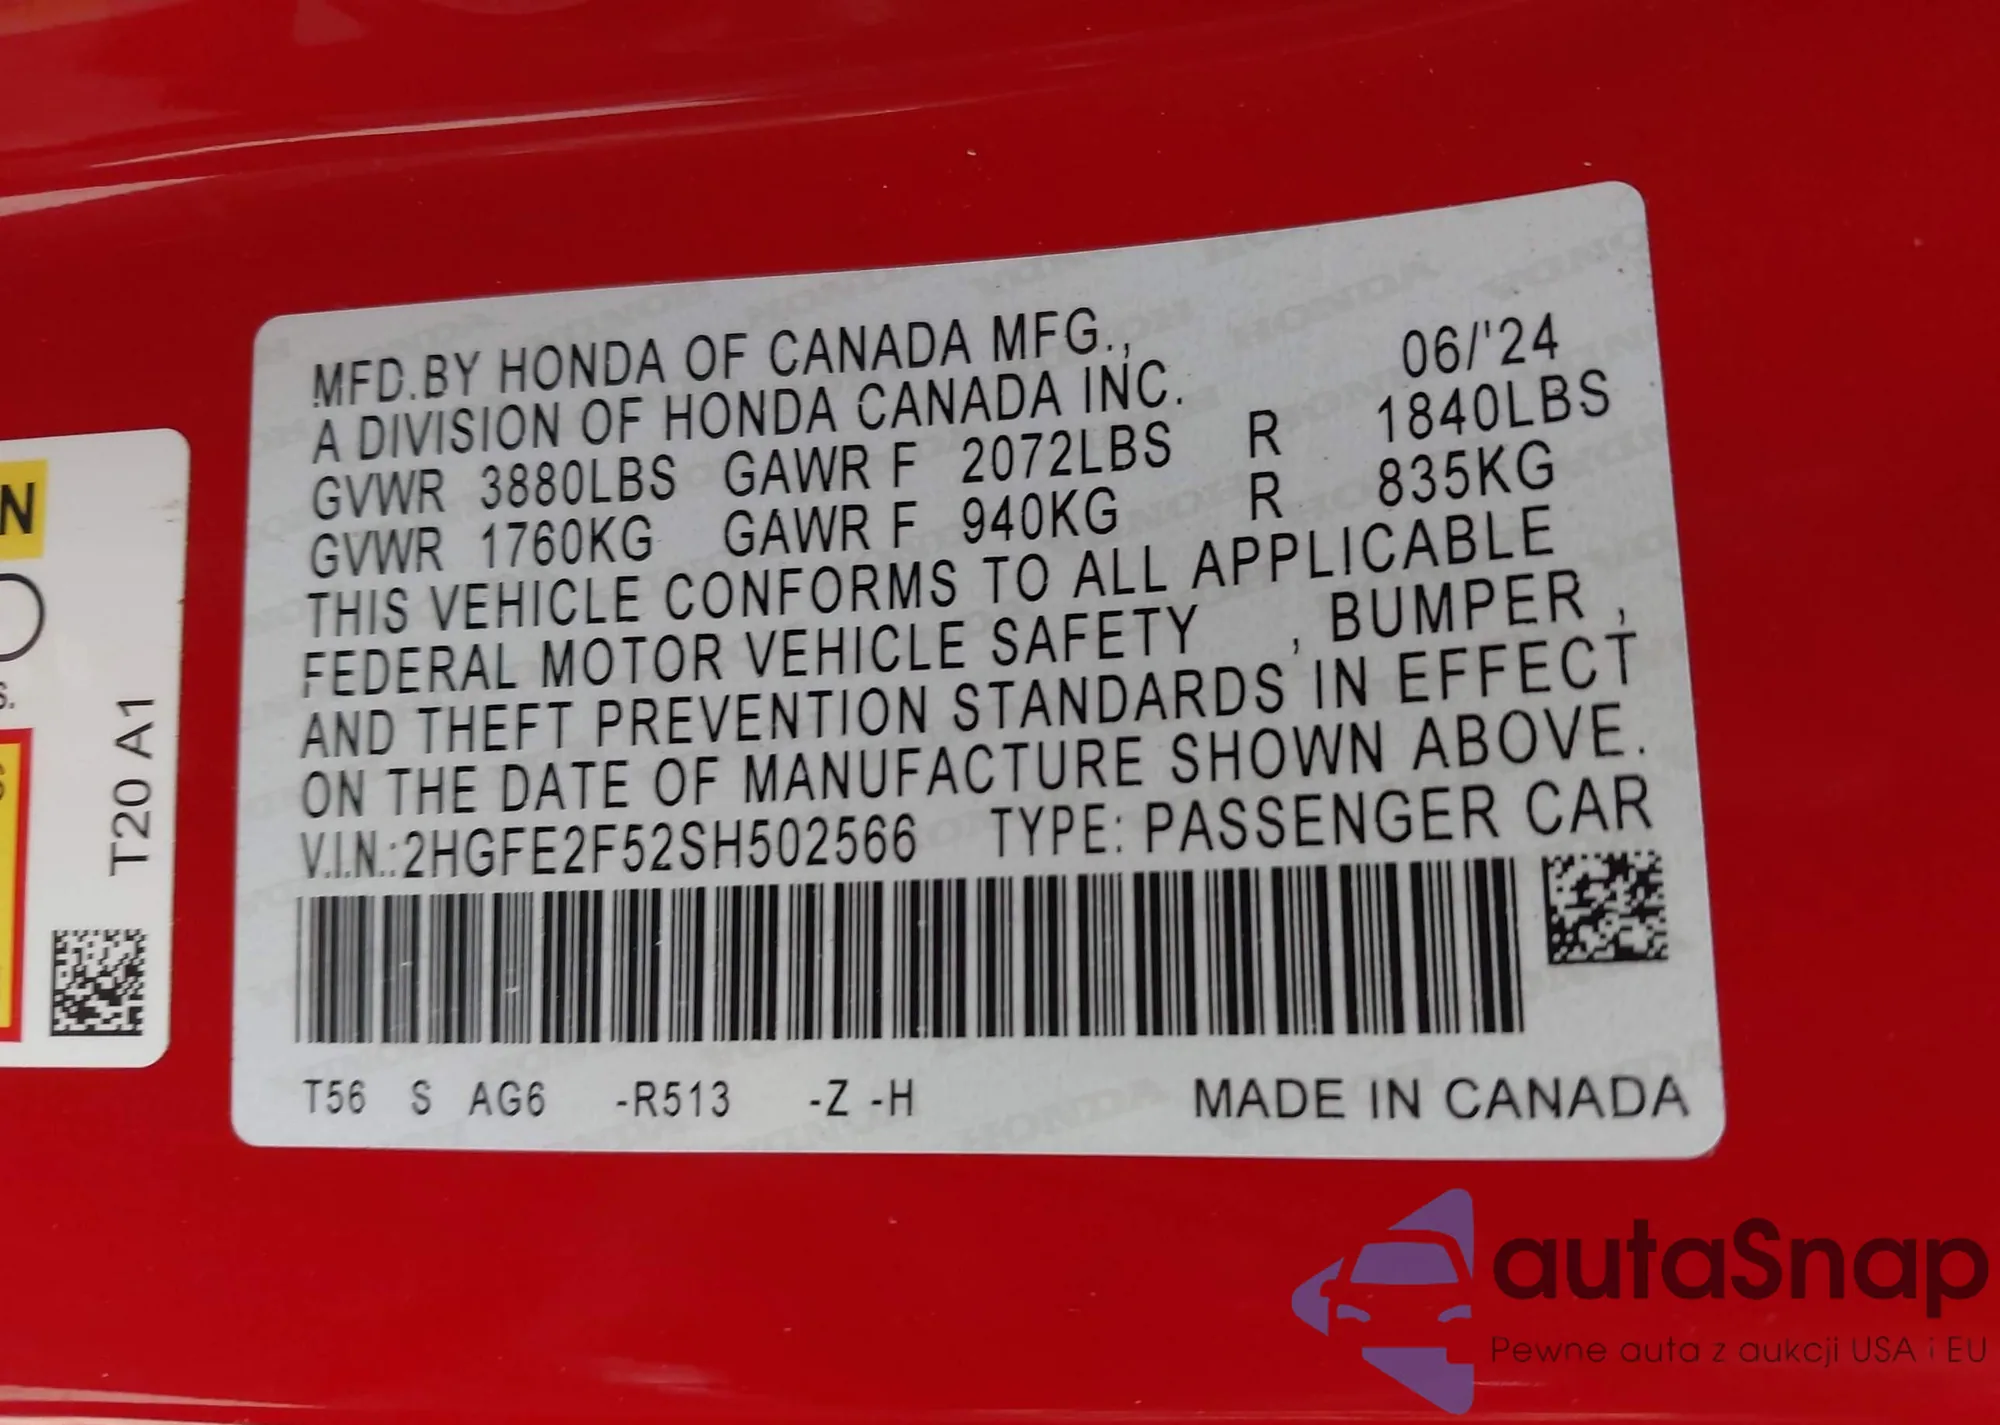 MFD.BY HONDA OF CANADA MFG., 06/'24
A DIVISION OF HONDA CANADA INC.
GVWR 3880LBS GAWR F 2072LBS R 1840LBS
GVWR 1760KG GAWR F 940KG R 835KG
THIS VEHICLE CONFORMS TO ALL APPLICABLE
FEDERAL MOTOR VEHICLE SAFETY , BUMPER ,
AND THEFT PREVENTION STANDARDS IN EFFECT
ON THE DATE OF MANUFACTURE SHOWN ABOVE.
V.I.N.:2HGFE2F52SH502566 TYPE: PASSENGER CAR
T56 S AG6 -R513 -Z -H MADE IN CANADA
T20 A1
autaSnap
Pewne auta z aukcji USA i EU